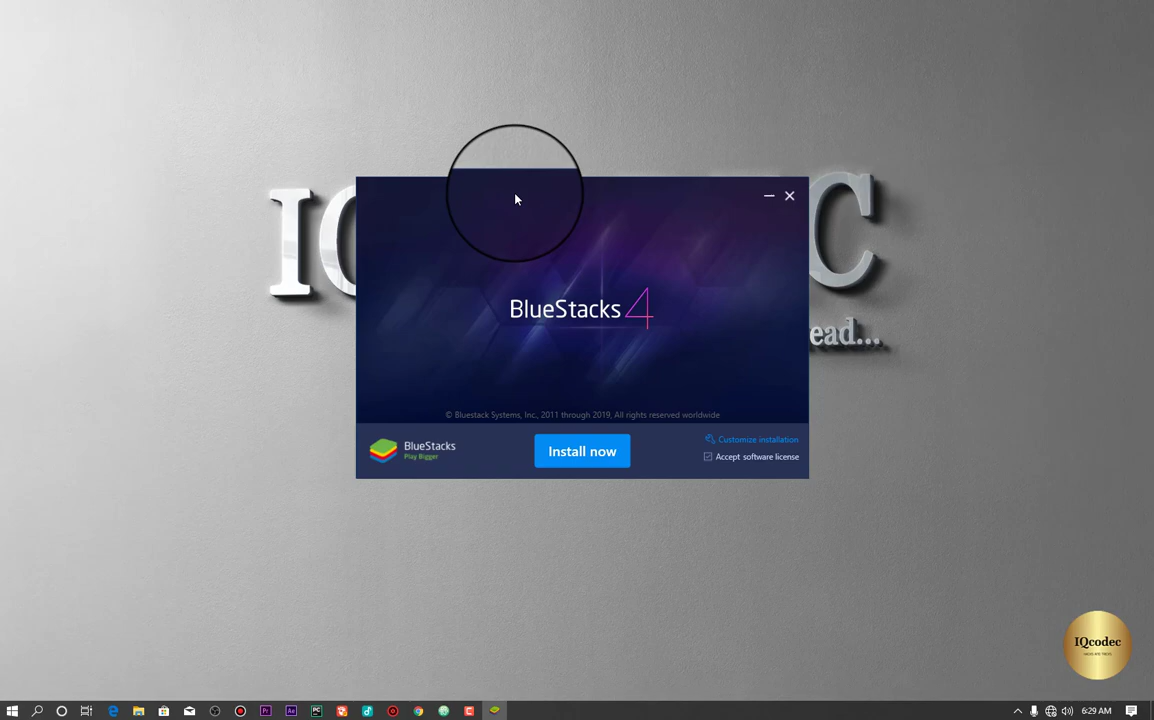 BlueStacks 4
© Bluestack Systems, Inc., 2011 through 2019, All rights reserved worldwide
BlueStacks
Play Bigger
Install now
Customize installation
Accept software license
ead...
IQcodec
6:29 AM